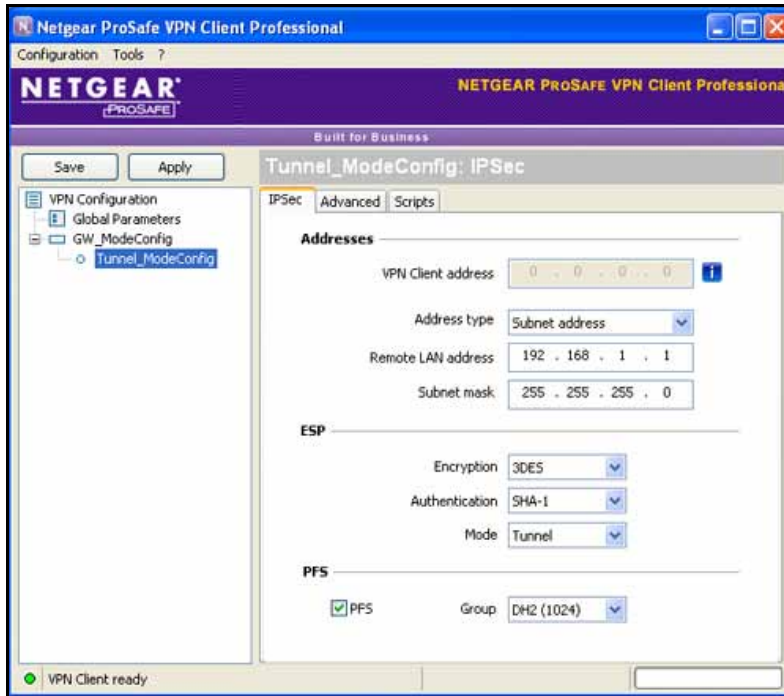 Netgear ProSafe VPN Client Professional
Configuration Tools ?
NETGEAR®
PROSAFE
NETGEAR PROSAFE VPN Client Professiona
Built for Business
Save Apply
Tunnel_ModeConfig: IPSec
VPN Configuration
Global Parameters
GW_ModeConfig
Tunnel_ModeConfig
IPSec Advanced Scripts
Addresses
VPN Client address 0 . 0 . 0 . 0 i
Address type Subnet address
Remote LAN address 192 . 168 . 1 . 1
Subnet mask 255 . 255 . 255 . 0
ESP
Encryption 3DES
Authentication SHA-1
Mode Tunnel
PFS
PFS Group DH2 (1024)
VPN Client ready